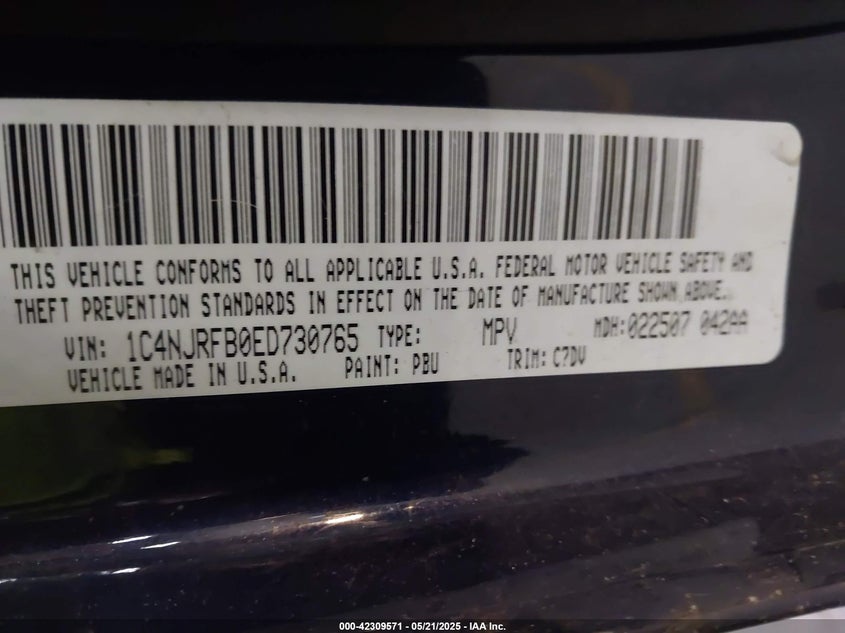 THIS VEHICLE CONFORMS TO ALL APPLICABLE U.S.A. FEDERAL MOTOR VEHICLE SAFETY AND
THEFT PREVENTION STANDARDS IN EFFECT ON THE DATE OF MANUFACTURE SHOWN ABOVE.
VIN: 1C4NJRFB0ED730765 TYPE: MPV MDH:022507 042AA
VEHICLE MADE IN U.S.A. PAINT: PBU TRIM: C7DV
000-42309571 - 05/21/2025 - IAA Inc.